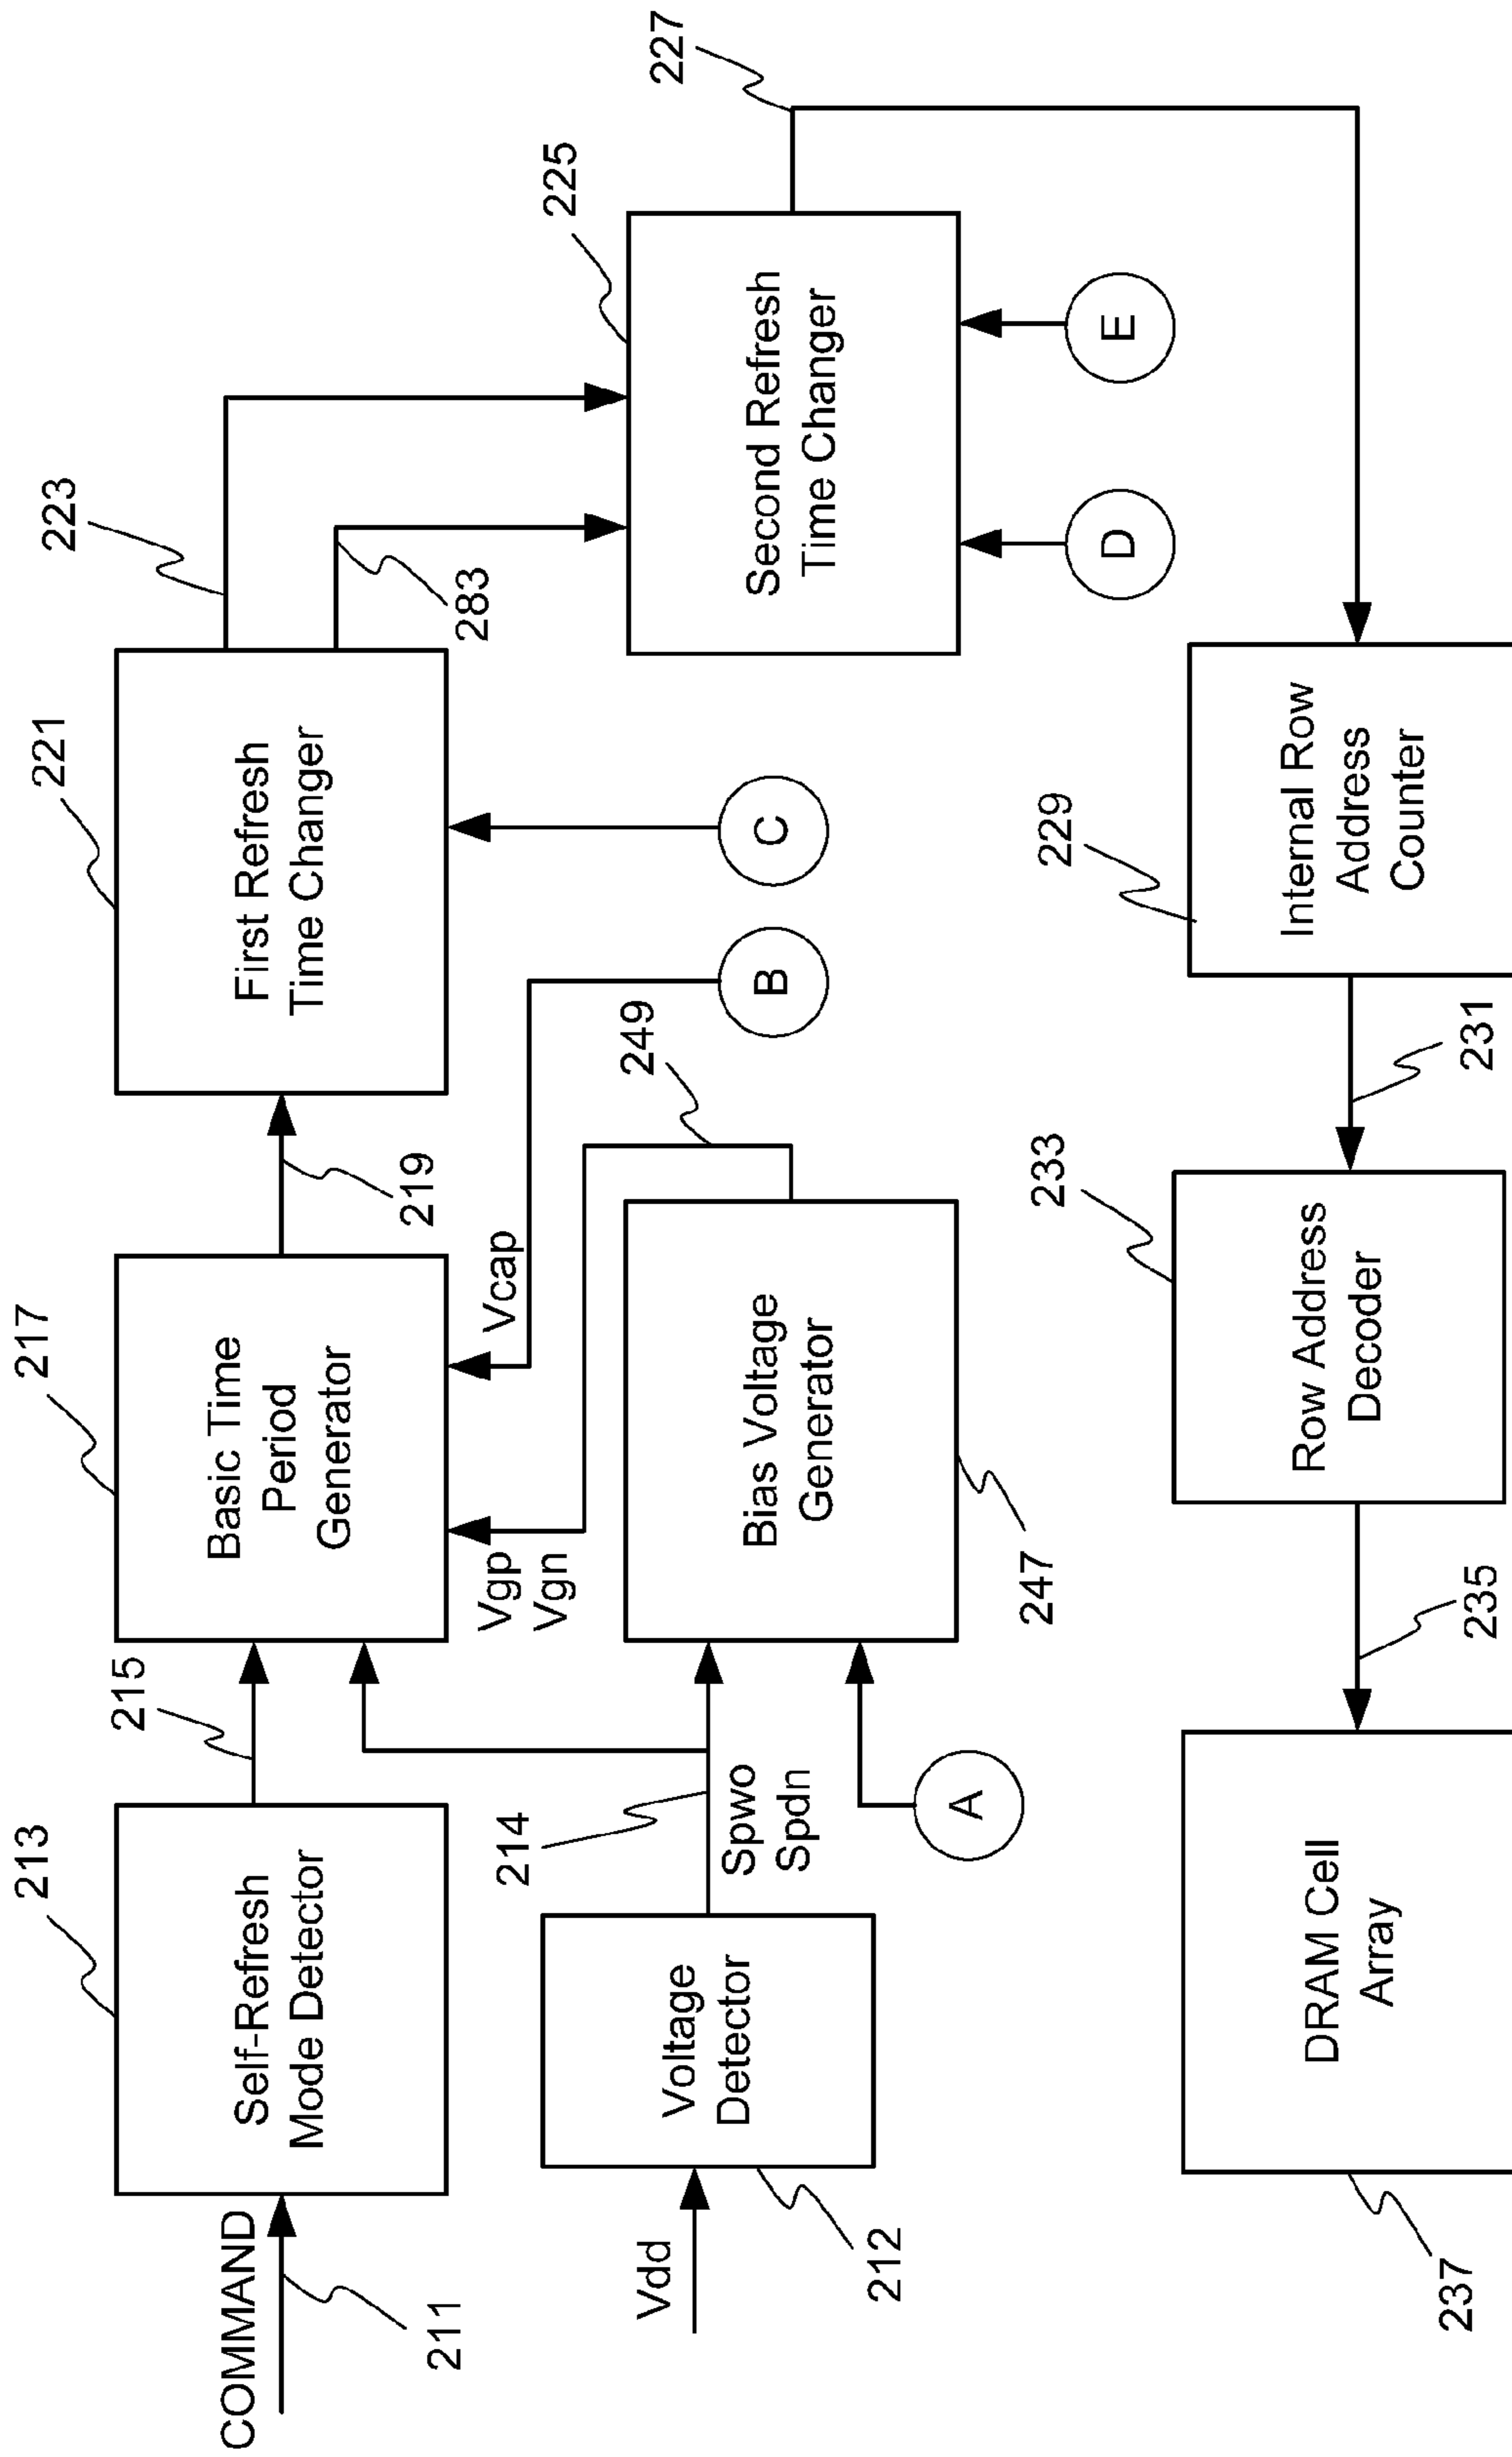 COMMAND
211
213
Self-Refresh
Mode Detector
215
217
Basic Time
Period
Generator
219
221
First Refresh
Time Changer
223
283
225
Second Refresh
Time Changer
227
Vdd
212
Voltage
Detector
214
Spwo
Spdn
A
Vgp
Vgn
Vcap
247
Bias Voltage
Generator
249
B
C
D
E
237
DRAM Cell
Array
235
233
Row Address
Decoder
231
229
Internal Row
Address
Counter